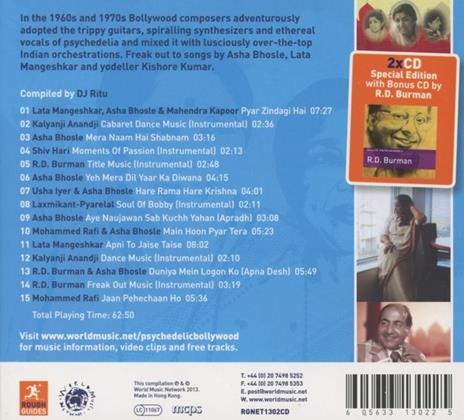 In the 1960s and 1970s Bollywood composers adventurously
adopted the trippy guitars, spiralling synthesizers and ethereal
vocals of psychedelia and mixed it with lusciously over-the-top
Indian orchestrations. Freak out to songs by Asha Bhosle, Lata
Mangeshkar and yodeller Kishore Kumar.
Compiled by DJ Ritu
01 Lata Mangeshkar, Asha Bhosle & Mahendra Kapoor Pyar Zindagi Hai 07:27
02 Kalyanji Anandji Cabaret Dance Music (Instrumental) 02:36
03 Asha Bhosle Mera Naam Hai Shabnam 03:16
04 Shiv Hari Moments Of Passion (Instrumental) 02:36
05 R.D. Burman Title Music (Instrumental) 03:48
06 Asha Bhosle Yeh Mera Dil Yaar Ka Diwana 04:15
07 Usha Iyer & Asha Bhosle Hare Rama Hare Krishna 04:01
08 Laxmikant-Pyarelal Soul Of Bobby (Instrumental) 02:36
09 Asha Bhosle Aye Naujawan Sab Kuchh Yahan (Apradh) 03:08
10 Mohammed Rafi & Asha Bhosle Main Hoon Pyar Tera 05:23
11 Lata Mangeshkar Apni To Jaise Taise 08:02
12 Kalyanji Anandji Dance Music (Instrumental) 02:10
13 R.D Burman & Asha Bhosle Duniya Mein Logon Ko (Apna Desh) 05:49
14 R.D. Burman Freak Out Music (Instrumental) 03:19
15 Mohammed Rafi Jaan Pehechaan Ho 05:36
Total Playing Time: 62:50
Visit www.worldmusic.net/psychedelicbollywood
for music information, video clips and free tracks.
2xCD
Special Edition
with Bonus CD by
R.D. Burman
R.D. Burman
ROUGH
GUIDES
This compilation ℗ & ©
World Music Network 2013.
Made in Hong Kong.
LC 11067
mcps
T. +44 (0) 20 7498 5252
F. +44 (0) 20 7498 5353
E. post@worldmusic.net
W. www.worldmusic.net
RGNET1302CD
0 5633 13022